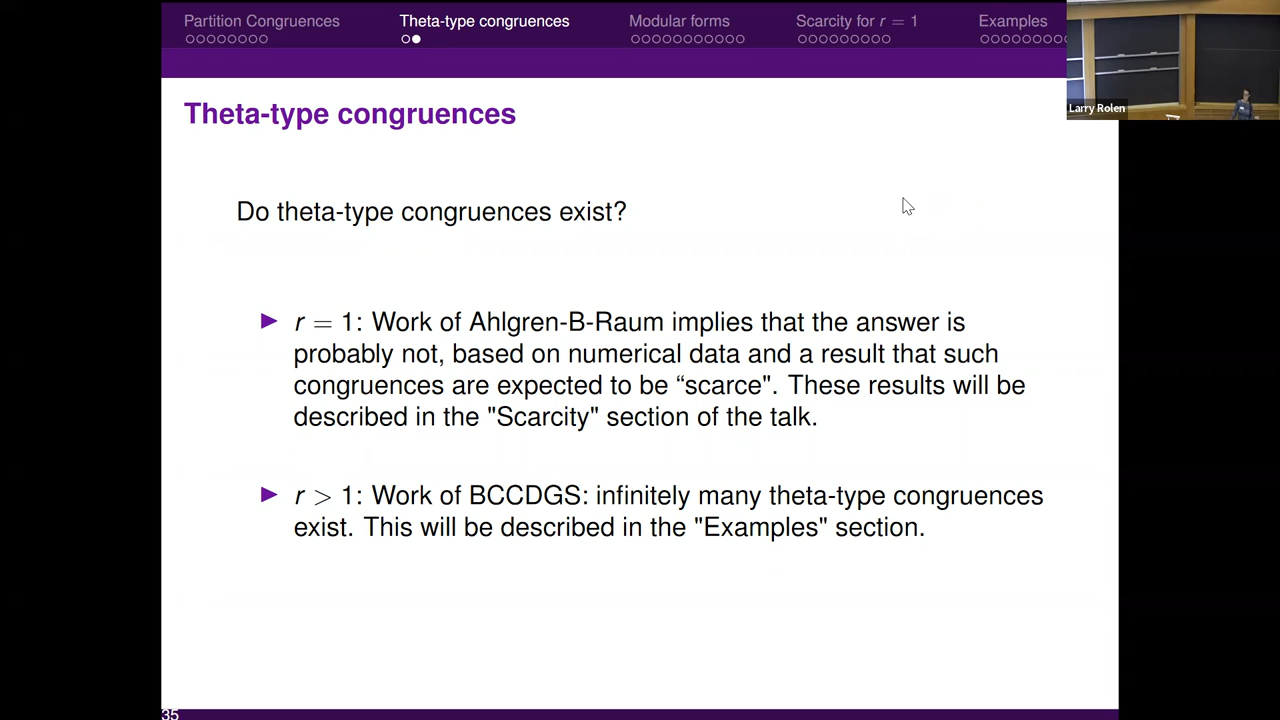 Partition Congruences
Theta-type congruences
Modular forms
Scarcity for r = 1
Examples
Larry Rolen
Theta-type congruences
Do theta-type congruences exist?
r = 1: Work of Ahlgren-B-Raum implies that the answer is
probably not, based on numerical data and a result that such
congruences are expected to be “scarce". These results will be
described in the "Scarcity" section of the talk.
r > 1: Work of BCCDGS: infinitely many theta-type congruences
exist. This will be described in the "Examples" section.
35